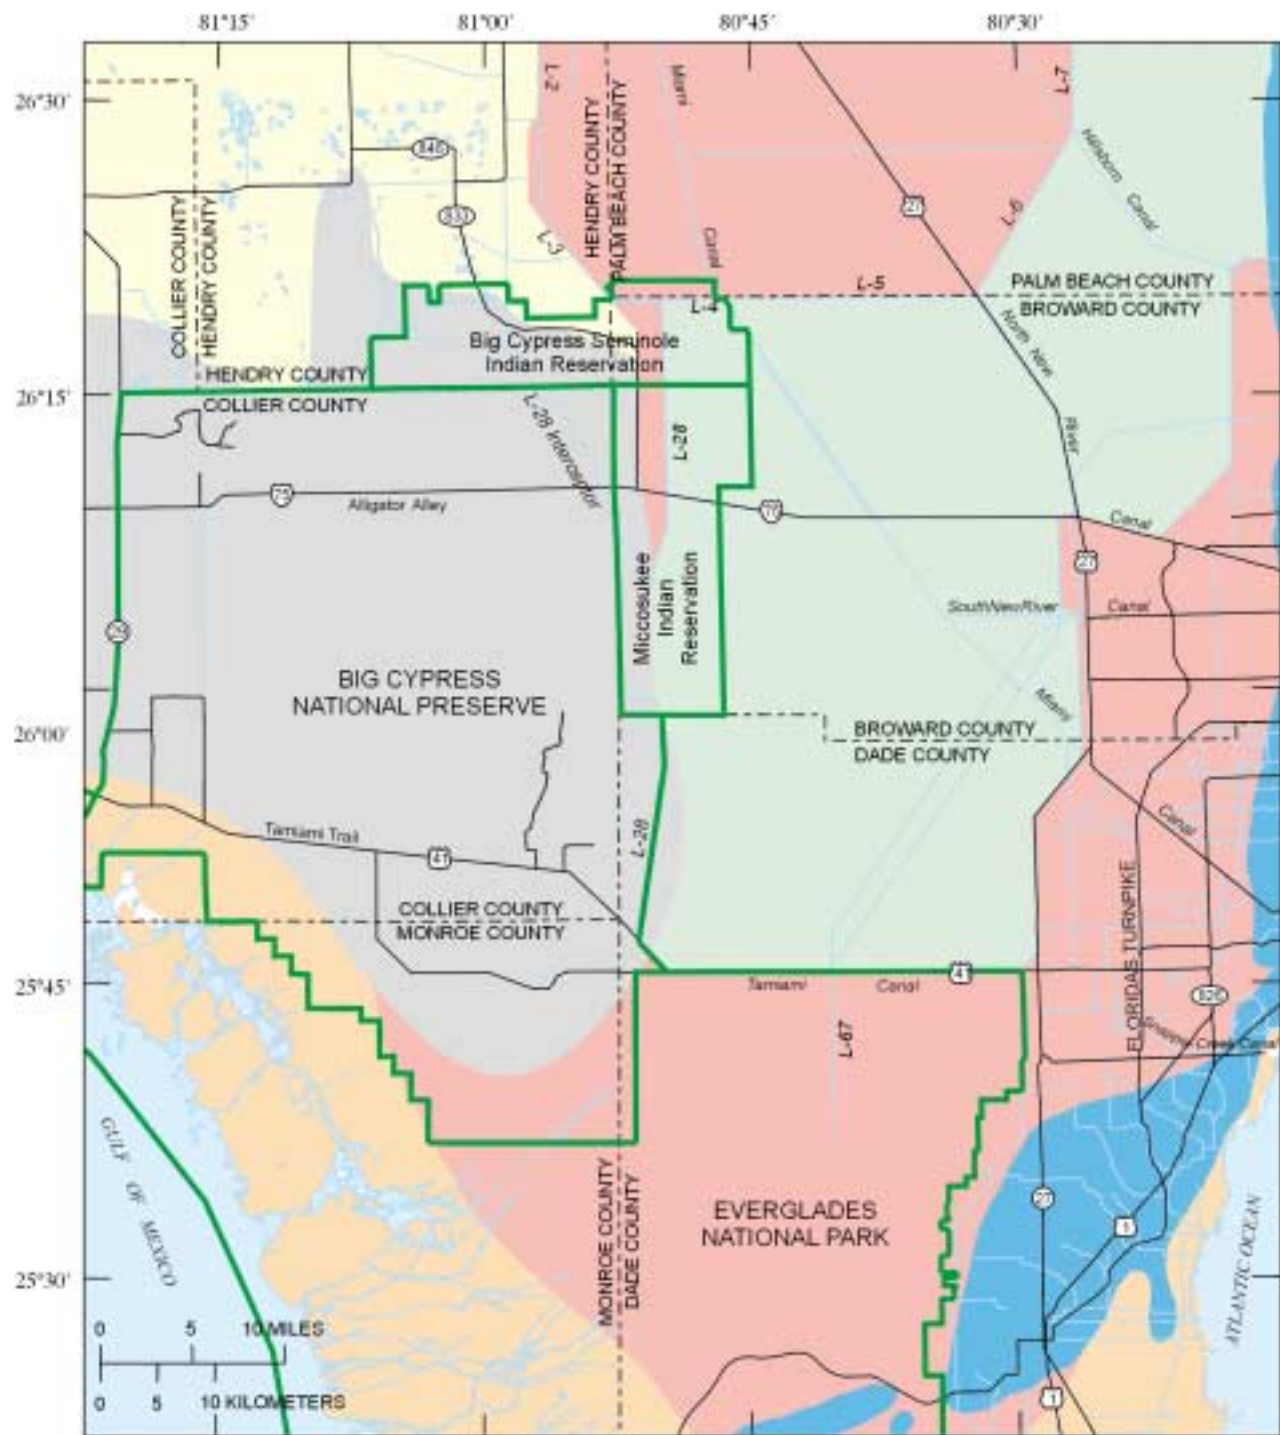 81°15′ 81°00′ 80°45′ 80°30′
26°30′
26°15′
26°00′
25°45′
25°30′
L-2
HENDRY COUNTY
PALM BEACH COUNTY
Miami
Canal
L-7
846
833
27
Hillsboro
Canal
L-6
L-3
COLLIER COUNTY
HENDRY COUNTY
L-5
PALM BEACH COUNTY
BROWARD COUNTY
L-4
North New
River
Big Cypress Seminole
Indian Reservation
HENDRY COUNTY
COLLIER COUNTY
L-28 Interceptor
L-28
75
Alligator Alley
Canal
27
Miccosukee
Indian
Reservation
South New River
Canal
29
BIG CYPRESS
NATIONAL PRESERVE
Miami
BROWARD COUNTY
DADE COUNTY
Canal
Tamiami Trail
41
L-28
FLORIDAS TURNPIKE
COLLIER COUNTY
MONROE COUNTY
41
Tamiami Canal
826
Snapper Creek Canal
L-67
GULF OF MEXICO
MONROE COUNTY
DADE COUNTY
EVERGLADES
NATIONAL PARK
1
ATLANTIC OCEAN
0 5 10 MILES
0 5 10 KILOMETERS
1